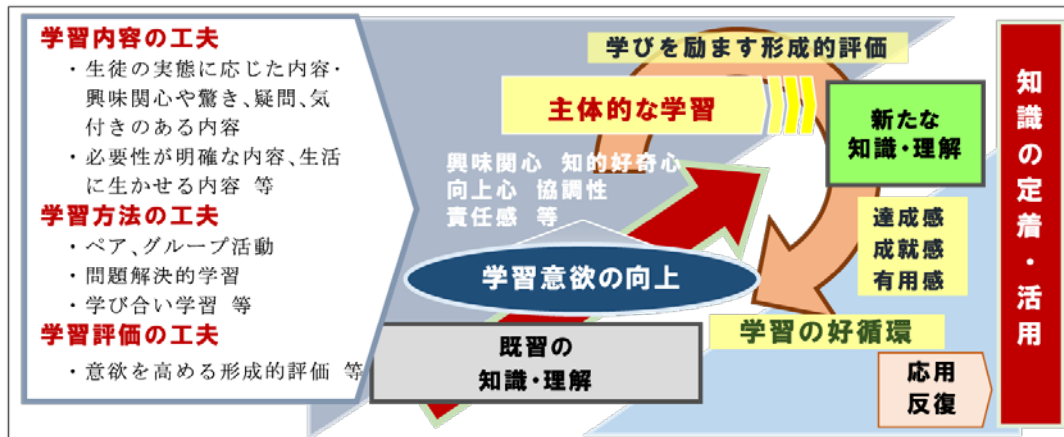 学習内容の工夫
・生徒の実態に応じた内容・
興味関心や驚き、疑問、気
付きのある内容
・必要性が明確な内容、生活
に生かせる内容 等
学習方法の工夫
・ペア、グループ活動
・問題解決的学習
・学び合い学習 等
学習評価の工夫
・意欲を高める形成的評価 等
学びを励ます形成的評価
主体的な学習
新たな
知識・理解
興味関心 知的好奇心
向上心 協調性
責任感 等
達成感
成就感
有用感
学習意欲の向上
学習の好循環
既習の
知識・理解
応用
反復
知識の定着・活用